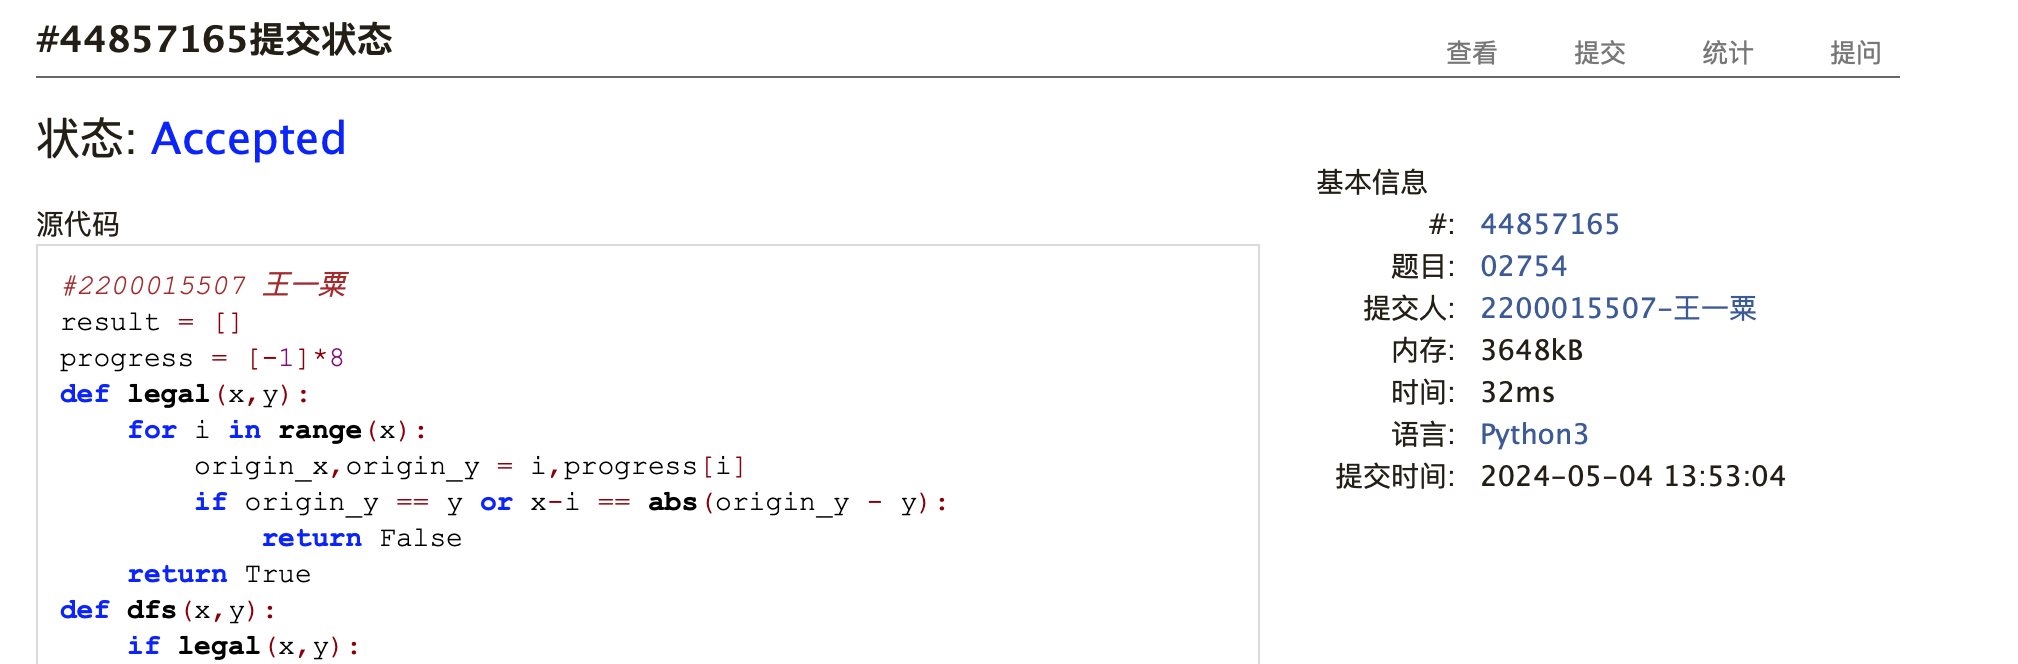 #44857165提交状态
查看 提交 统计 提问
状态: Accepted
源代码
#2200015507 王一粟
result = []
progress = [-1]*8
def legal(x,y):
    for i in range(x):
        origin_x,origin_y = i,progress[i]
        if origin_y == y or x-i == abs(origin_y - y):
            return False
    return True
def dfs(x,y):
    if legal(x,y):
基本信息
#: 44857165
题目: 02754
提交人: 2200015507-王一粟
内存: 3648kB
时间: 32ms
语言: Python3
提交时间: 2024-05-04 13:53:04